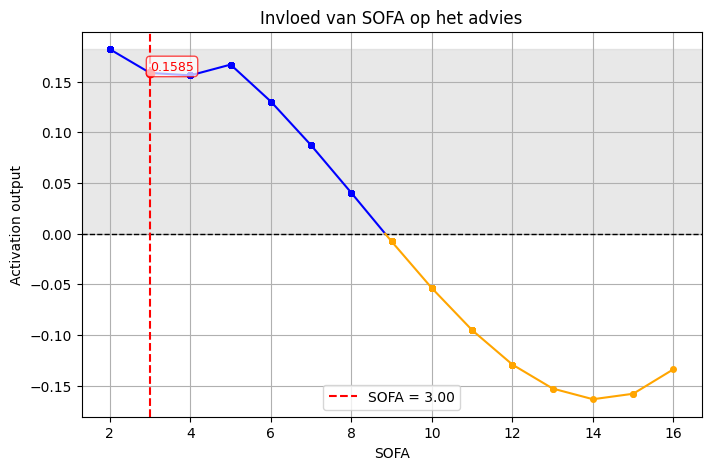 Invloed van SOFA op het advies
Activation output
0.15
0.10
0.05
0.00
−0.05
−0.10
−0.15
0.1585
SOFA = 3.00
2 4 6 8 10 12 14 16
SOFA